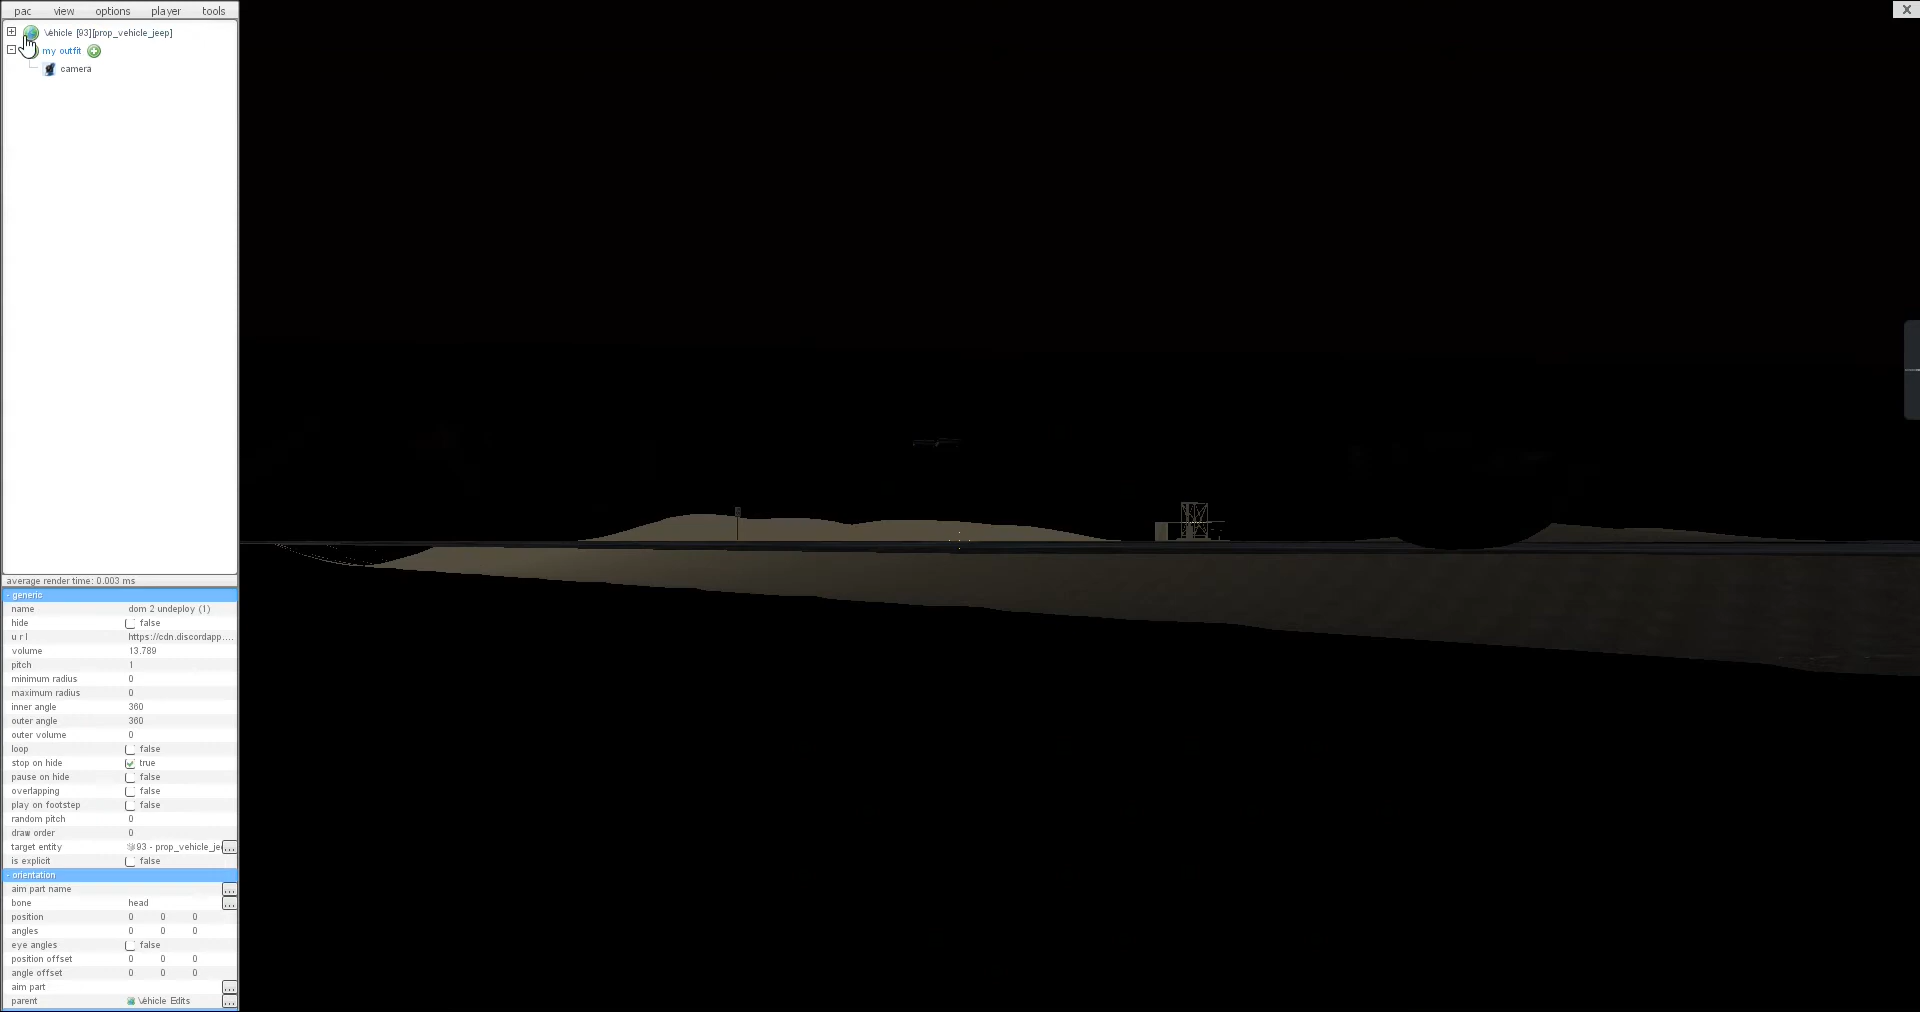 pac view options player tools
Vehicle [93][prop_vehicle_jeep]
my outfit
camera
average render time: 0.003 ms
- generic
name dom 2 undeploy (1)
hide false
u r l https://cdn.discordapp....
volume 13.789
pitch 1
minimum radius 0
maximum radius 0
inner angle 360
outer angle 360
outer volume 0
loop false
stop on hide true
pause on hide false
overlapping false
play on footstep false
random pitch 0
draw order 0
target entity 93 - prop_vehicle_je ...
is explicit false
- orientation
aim part name ...
bone head ...
position 0 0 0
angles 0 0 0
eye angles false
position offset 0 0 0
angle offset 0 0 0
aim part ...
parent Vehicle Edits ...